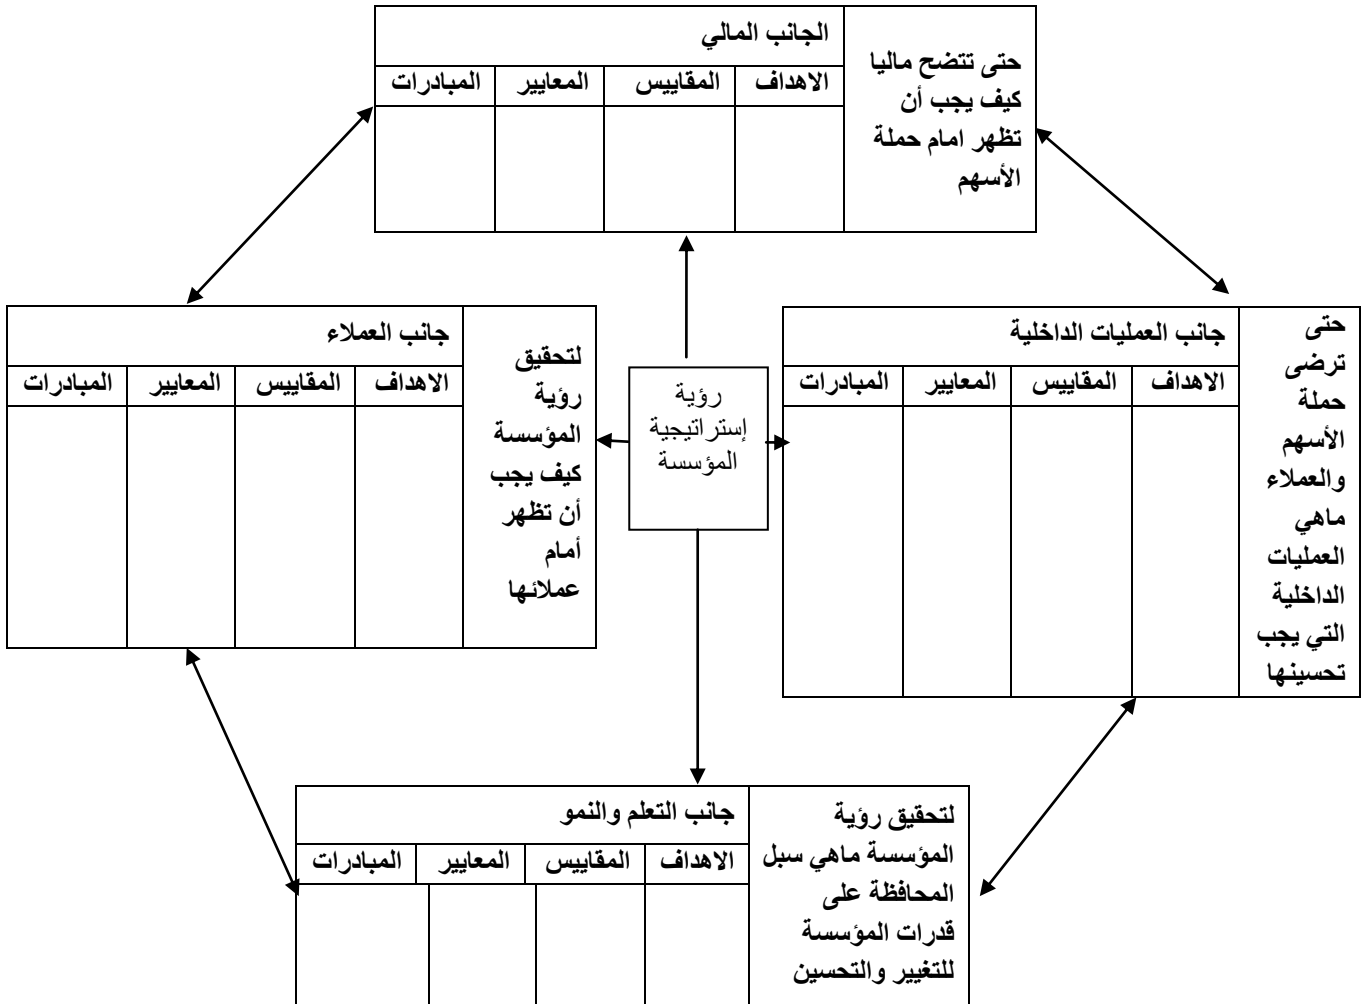 الجانب المالي
حتى تتضح ماليا
كيف يجب أن
تظهر امام حملة
الأسهم
الاهداف المقاييس المعايير المبادرات
جانب العمليات الداخلية
حتى
ترضى
حملة
الأسهم
والعملاء
ماهي
العمليات
الداخلية
التي يجب
تحسينها
الاهداف المقاييس المعايير المبادرات
رؤية
إستراتيجية
المؤسسة
جانب العملاء
لتحقيق
رؤية
المؤسسة
كيف يجب
أن تظهر
أمام
عملائها
الاهداف المقاييس المعايير المبادرات
جانب التعلم والنمو
لتحقيق رؤية
المؤسسة ماهي سبل
المحافظة على
قدرات المؤسسة
للتغيير والتحسين
الاهداف المقاييس المعايير المبادرات